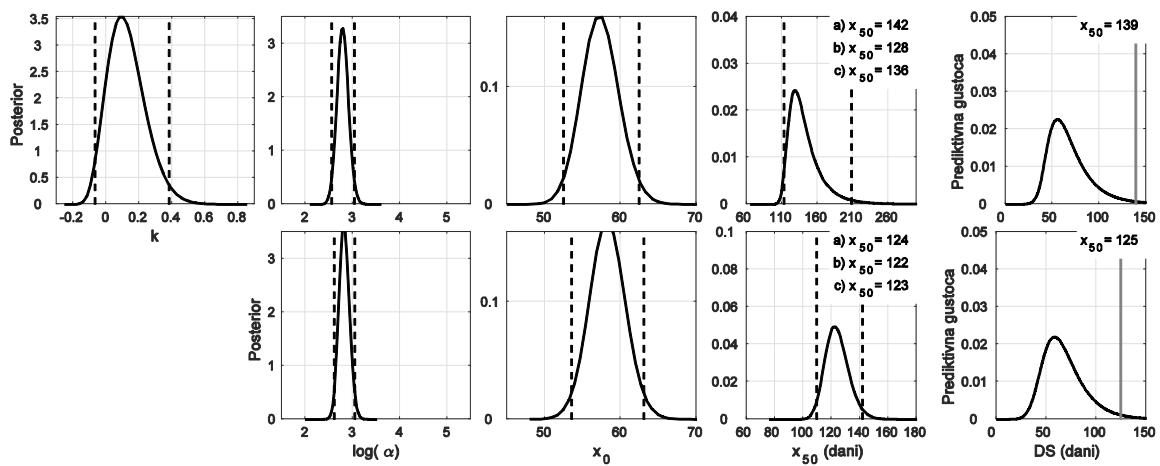 3.5
3
2.5
2
1.5
1
0.5
0
Posterior
-0.2 0 0.2 0.4 0.6 0.8
k
3
2
1
0
2 3 4 5
0.1
0
50 60 70
0.04
0.03
0.02
0.01
0.00
60 110 160 210 260
a) x50 = 142
b) x50 = 128
c) x50 = 136
0.05
0.04
0.03
0.02
0.01
0
Prediktivna gustoca
0 50 100 150
x50 = 139
3
2
1
0
Posterior
2 3 4 5
log( α )
0.1
0
50 60 70
x0
0.1
0.08
0.06
0.04
0.02
0
60 80 100 120 140 160 180
x50 (dani)
a) x50 = 124
b) x50 = 122
c) x50 = 123
0.05
0.04
0.03
0.02
0.01
0
Prediktivna gustoca
0 50 100 150
DS (dani)
x50 = 125